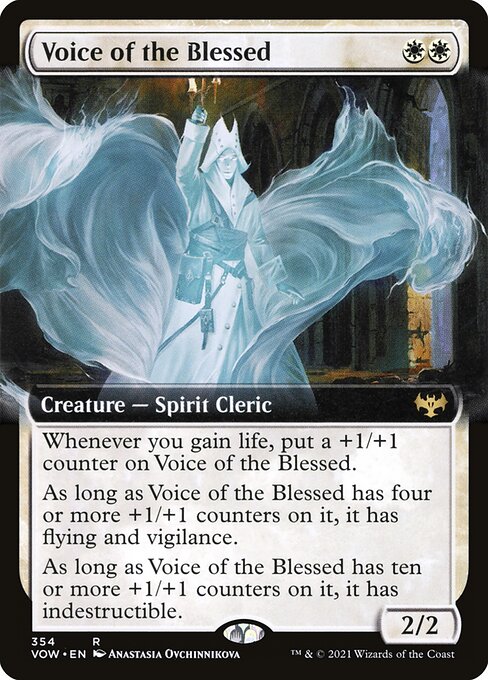 Voice of the Blessed
Creature — Spirit Cleric
Whenever you gain life, put a +1/+1
counter on Voice of the Blessed.
As long as Voice of the Blessed has four
or more +1/+1 counters on it, it has
flying and vigilance.
As long as Voice of the Blessed has ten
or more +1/+1 counters on it, it has
indestructible.
2/2
354 R
VOW • EN Anastasia Ovchinnikova
™ & © 2021 Wizards of the Coast